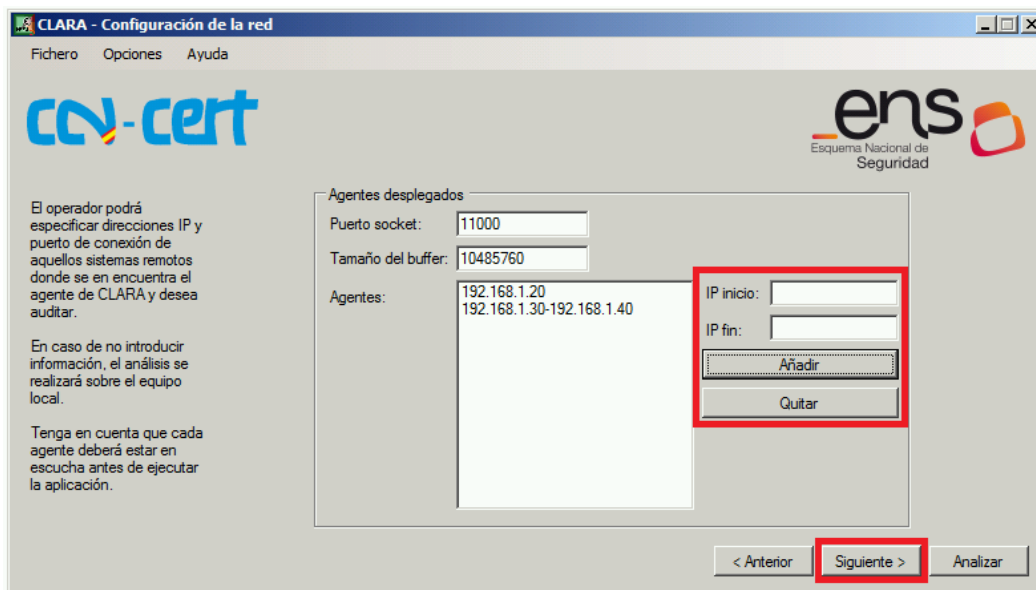 CLARA - Configuración de la red
Fichero Opciones Ayuda
ccn-cert
ens
Esquema Nacional de
Seguridad
El operador podrá
especificar direcciones IP y
puerto de conexión de
aquellos sistemas remotos
donde se en encuentra el
agente de CLARA y desea
auditar.
En caso de no introducir
información, el análisis se
realizará sobre el equipo
local.
Tenga en cuenta que cada
agente deberá estar en
escucha antes de ejecutar
la aplicación.
Agentes desplegados
Puerto socket: 11000
Tamaño del buffer: 10485760
Agentes:
192.168.1.20
192.168.1.30-192.168.1.40
IP inicio:
IP fin:
Añadir
Quitar
< Anterior Siguiente > Analizar